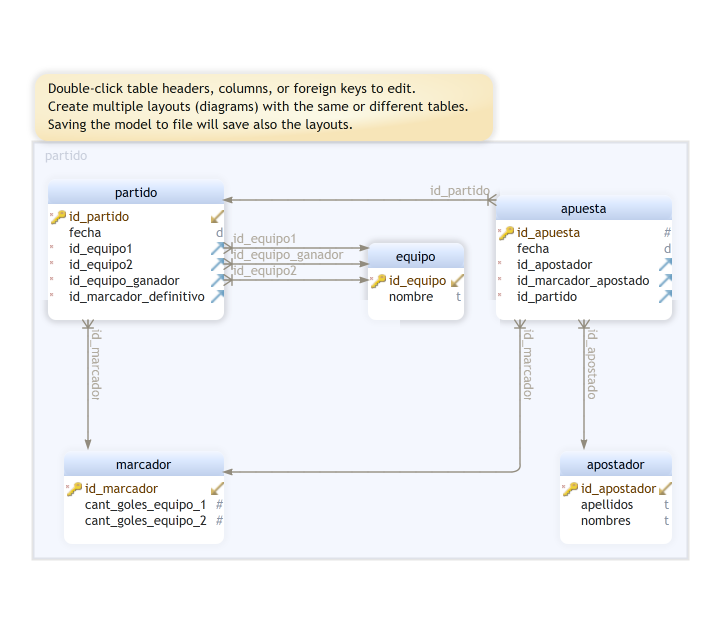 Double-click table headers, columns, or foreign keys to edit.
Create multiple layouts (diagrams) with the same or different tables.
Saving the model to file will save also the layouts.
partido
partido
id_partido
fecha d
id_equipo1
id_equipo2
id_equipo_ganador
id_marcador_definitivo
id_partido
id_equipo1
id_equipo_ganador
id_equipo2
equipo
id_equipo
nombre t
apuesta
id_apuesta #
fecha d
id_apostador
id_marcador_apostado
id_partido
id_marcador
id_marcador
id_apostado
marcador
id_marcador
cant_goles_equipo_1 #
cant_goles_equipo_2 #
apostador
id_apostador
apellidos t
nombres t